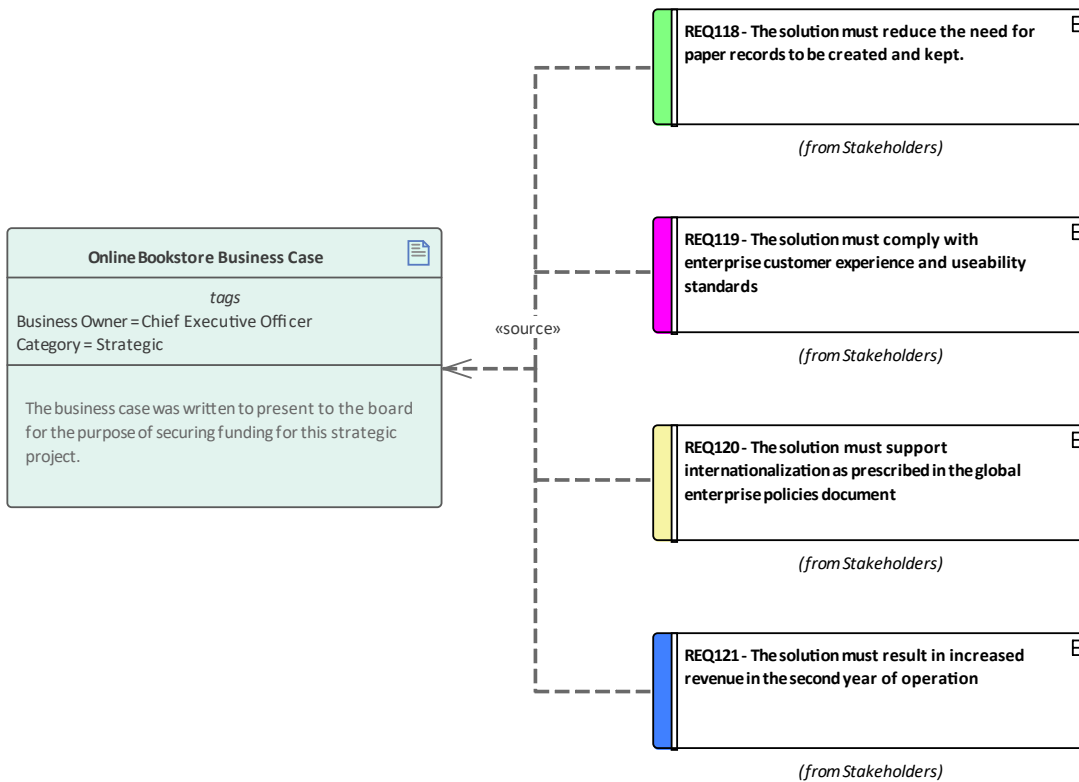 REQ118 - The solution must reduce the need for
paper records to be created and kept.
(from Stakeholders)
REQ119 - The solution must comply with
enterprise customer experience and useability
standards
(from Stakeholders)
Online Bookstore Business Case
tags
Business Owner = Chief Executive Officer
Category = Strategic
The business case was written to present to the board
for the purpose of securing funding for this strategic
project.
«source»
REQ120 - The solution must support
internationalization as prescribed in the global
enterprise policies document
(from Stakeholders)
REQ121 - The solution must result in increased
revenue in the second year of operation
(from Stakeholders)